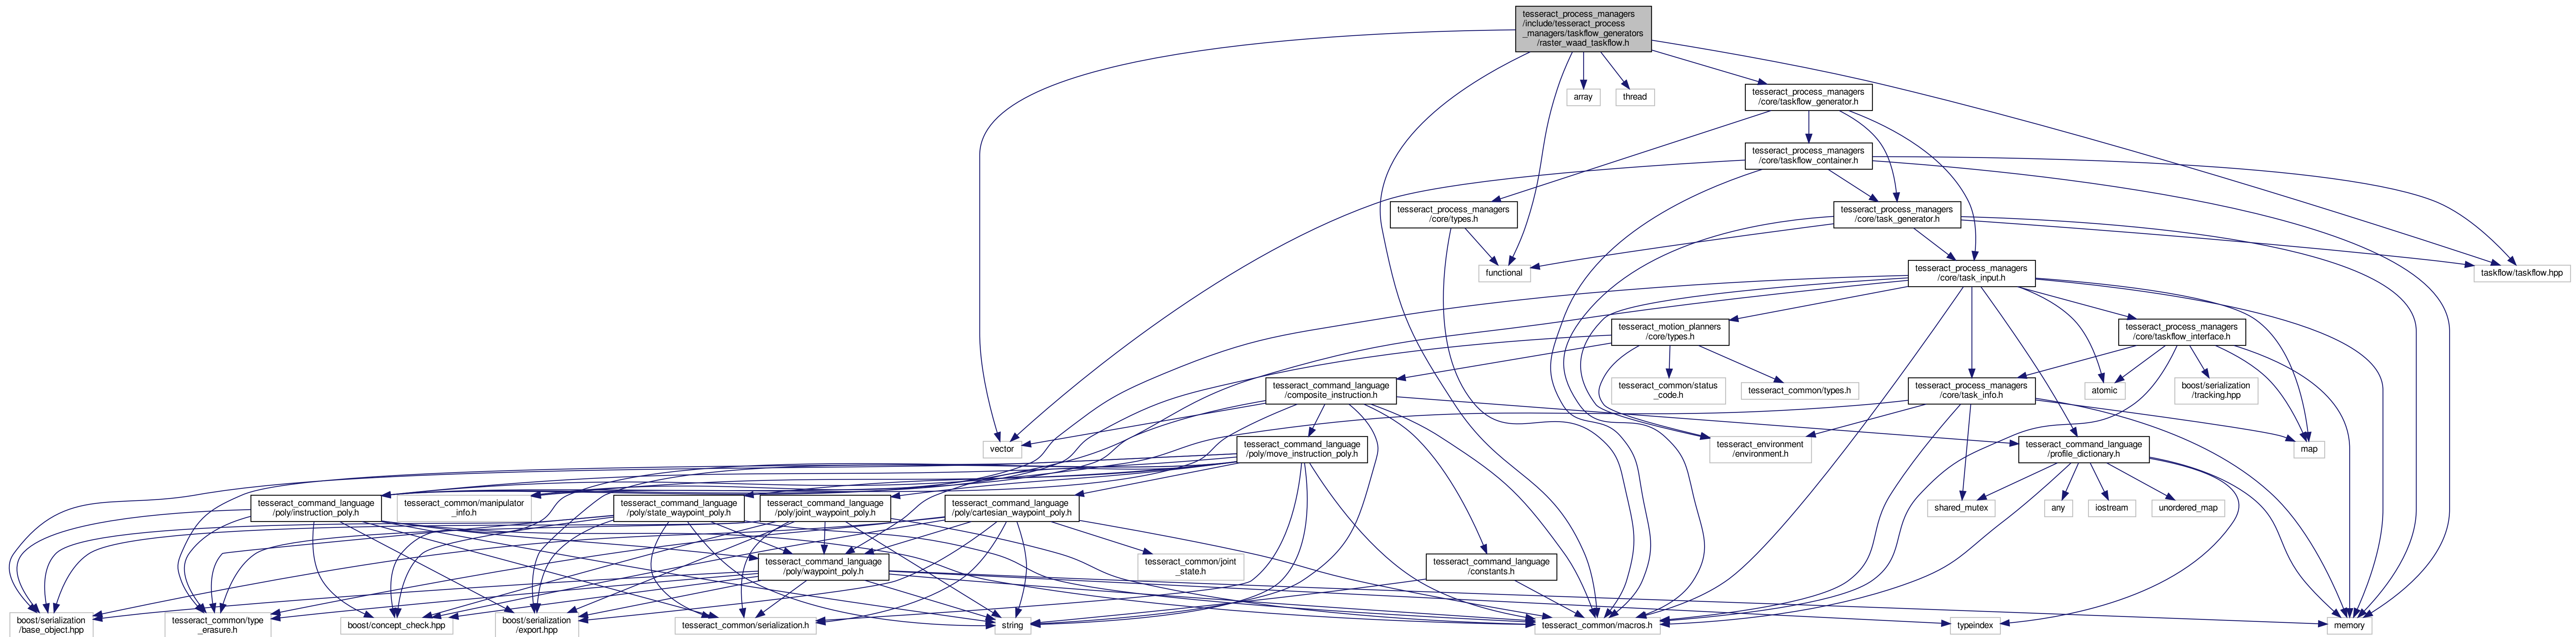 tesseract_process_managers
/include/tesseract_process
_managers/taskflow_generators
/raster_waad_taskflow.h
array
thread
tesseract_process_managers
/core/taskflow_generator.h
tesseract_process_managers
/core/taskflow_container.h
tesseract_process_managers
/core/types.h
tesseract_process_managers
/core/task_generator.h
functional
tesseract_process_managers
/core/task_input.h
taskflow/taskflow.hpp
tesseract_motion_planners
/core/types.h
tesseract_process_managers
/core/taskflow_interface.h
tesseract_command_language
/composite_instruction.h
tesseract_common/status
_code.h
tesseract_common/types.h
tesseract_process_managers
/core/task_info.h
atomic
boost/serialization
/tracking.hpp
vector
tesseract_command_language
/poly/move_instruction_poly.h
tesseract_environment
/environment.h
tesseract_command_language
/profile_dictionary.h
map
tesseract_command_language
/poly/instruction_poly.h
tesseract_common/manipulator
_info.h
tesseract_command_language
/poly/state_waypoint_poly.h
tesseract_command_language
/poly/joint_waypoint_poly.h
tesseract_command_language
/poly/cartesian_waypoint_poly.h
shared_mutex
any
iostream
unordered_map
tesseract_command_language
/poly/waypoint_poly.h
tesseract_common/joint
_state.h
tesseract_command_language
/constants.h
boost/serialization
/base_object.hpp
tesseract_common/type
_erasure.h
boost/concept_check.hpp
boost/serialization
/export.hpp
tesseract_common/serialization.h
string
tesseract_common/macros.h
typeindex
memory